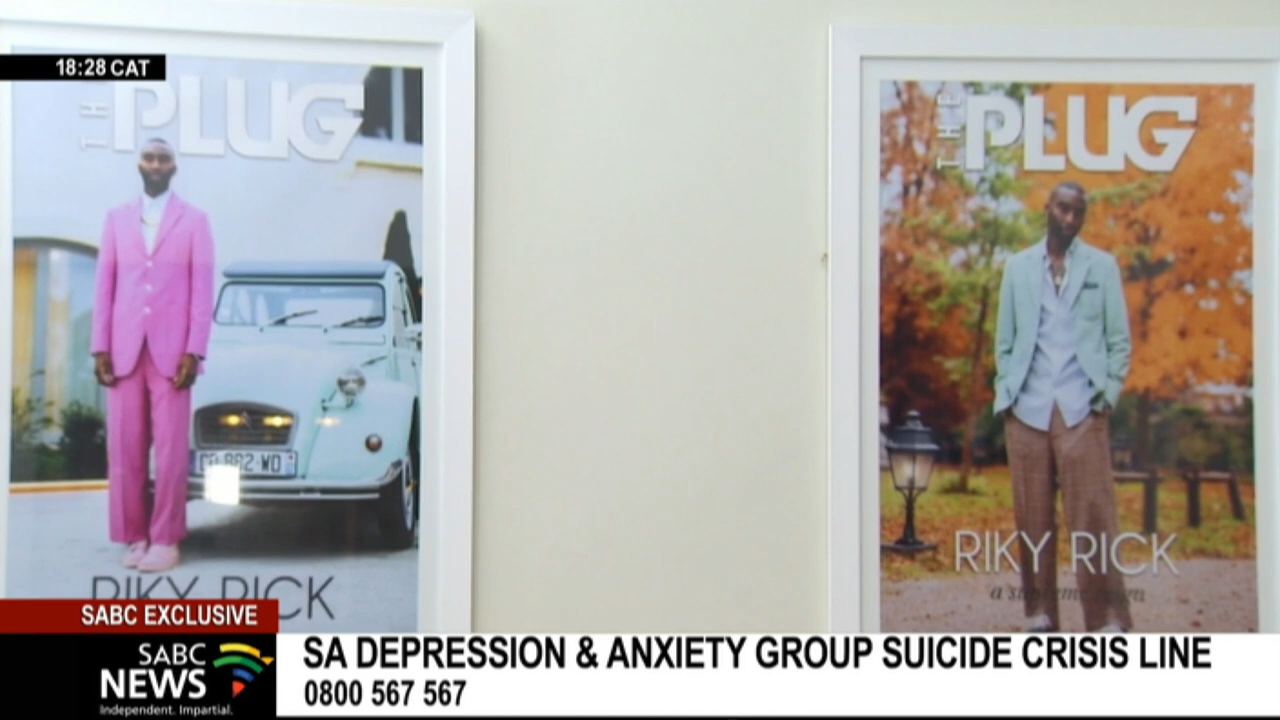 18:28 CAT
THE PLUG
RIKY RICK
THE PLUG
RIKY RICK
SABC EXCLUSIVE
SABC
NEWS
Independent. Impartial.
SA DEPRESSION & ANXIETY GROUP SUICIDE CRISIS LINE
0800 567 567